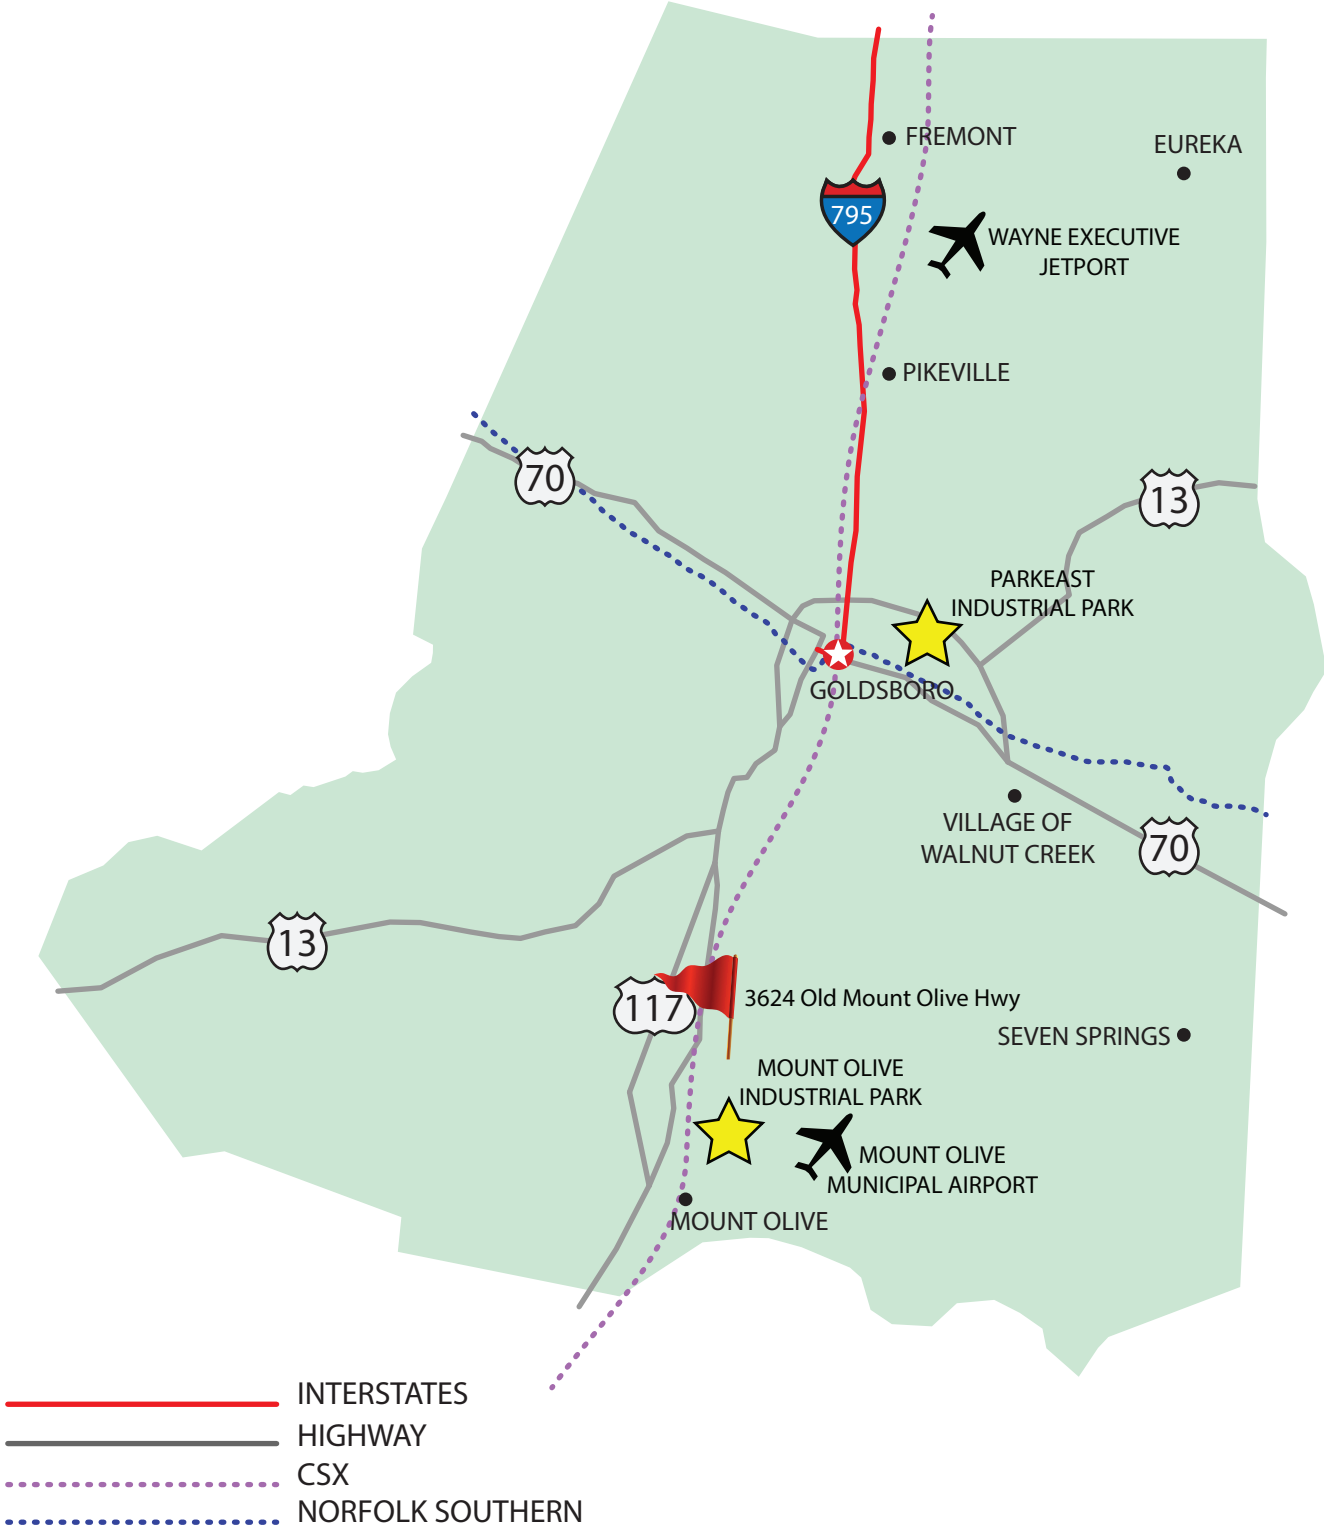 FREMONT
EUREKA
795
WAYNE EXECUTIVE
JETPORT
PIKEVILLE
70
13
PARKEAST
INDUSTRIAL PARK
GOLDSBORO
VILLAGE OF
WALNUT CREEK
70
13
117
3624 Old Mount Olive Hwy
SEVEN SPRINGS
MOUNT OLIVE
INDUSTRIAL PARK
MOUNT OLIVE
MUNICIPAL AIRPORT
MOUNT OLIVE
INTERSTATES
HIGHWAY
CSX
NORFOLK SOUTHERN